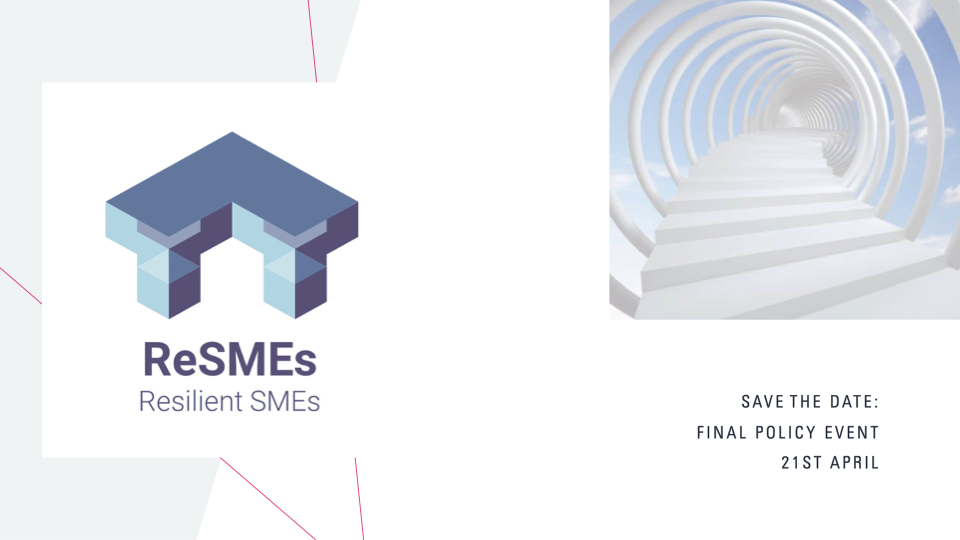 ReSMEs
Resilient SMEs
SAVE THE DATE:
FINAL POLICY EVENT
21ST APRIL